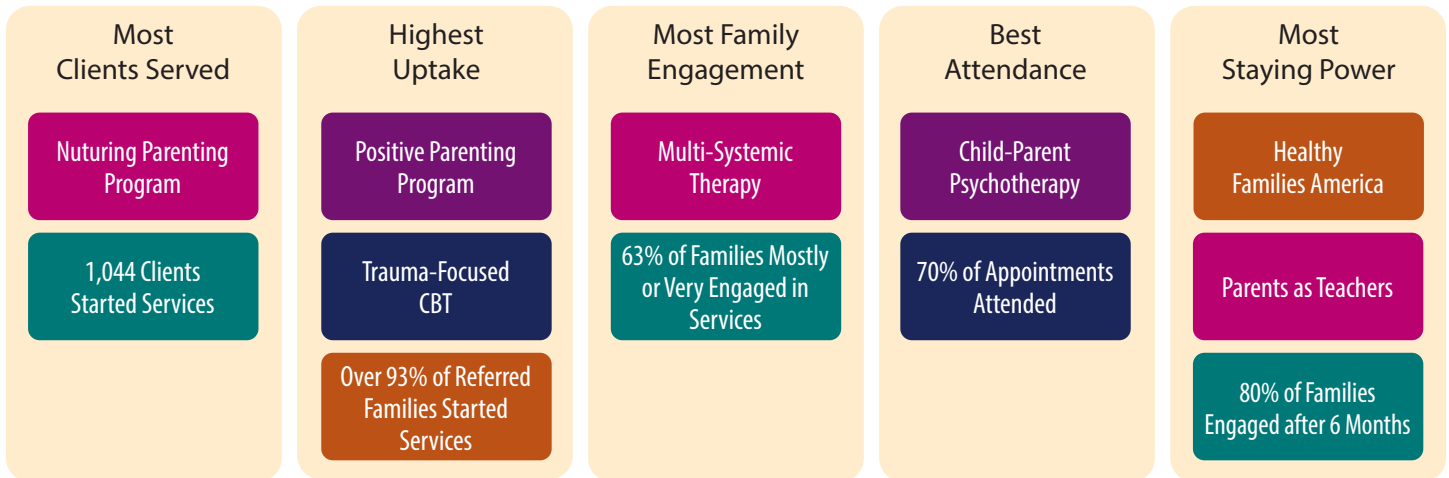 Most
Clients Served
Nuturing Parenting
Program
1,044 Clients
Started Services
Highest
Uptake
Positive Parenting
Program
Trauma-Focused
CBT
Over 93% of Referred
Families Started
Services
Most Family
Engagement
Multi-Systemic
Therapy
63% of Families Mostly
or Very Engaged in
Services
Best
Attendance
Child-Parent
Psychotherapy
70% of Appointments
Attended
Most
Staying Power
Healthy
Families America
Parents as Teachers
80% of Families
Engaged after 6 Months